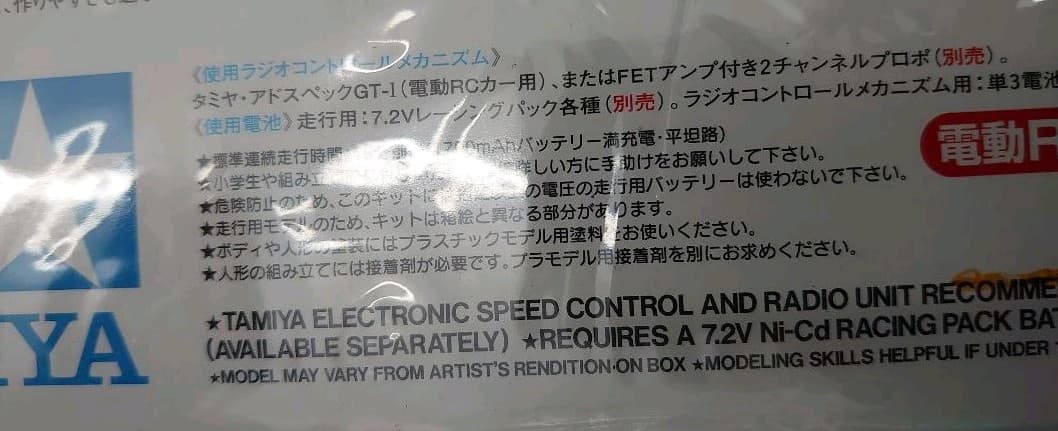 、作りやすさも
《使用ラジオコントロールメカニズム》
タミヤ・アドスペックGT-I(電動RCカー用)、またはFETアンプ付き2チャンネルプロポ(別売)。
《使用電池》走行用:7.2Vレーシングパック各種(別売)。ラジオコントロールメカニズム用:単3電池
★標準連続走行時間 mAhバッテリー満充電・平坦路)
★小学生や組み立 詳しい方に手助けをお願いして下さい。
★危険防止のため、このキットに の電圧の走行用バッテリーは使わないで下さい。
★走行用モデルのため、キットは箱絵と異なる部分があります。
★ボディや人形の塗装にはプラスチックモデル用塗料をお使いください。
★人形の組み立てには接着剤が必要です。プラモデル用接着剤を別にお求めください。
電動R
IYA
★TAMIYA ELECTRONIC SPEED CONTROL AND RADIO UNIT RECOMME
(AVAILABLE SEPARATELY) ★REQUIRES A 7.2V Ni-Cd RACING PACK BAT
★MODEL MAY VARY FROM ARTIST'S RENDITION ON BOX ★MODELING SKILLS HELPFUL IF UNDER